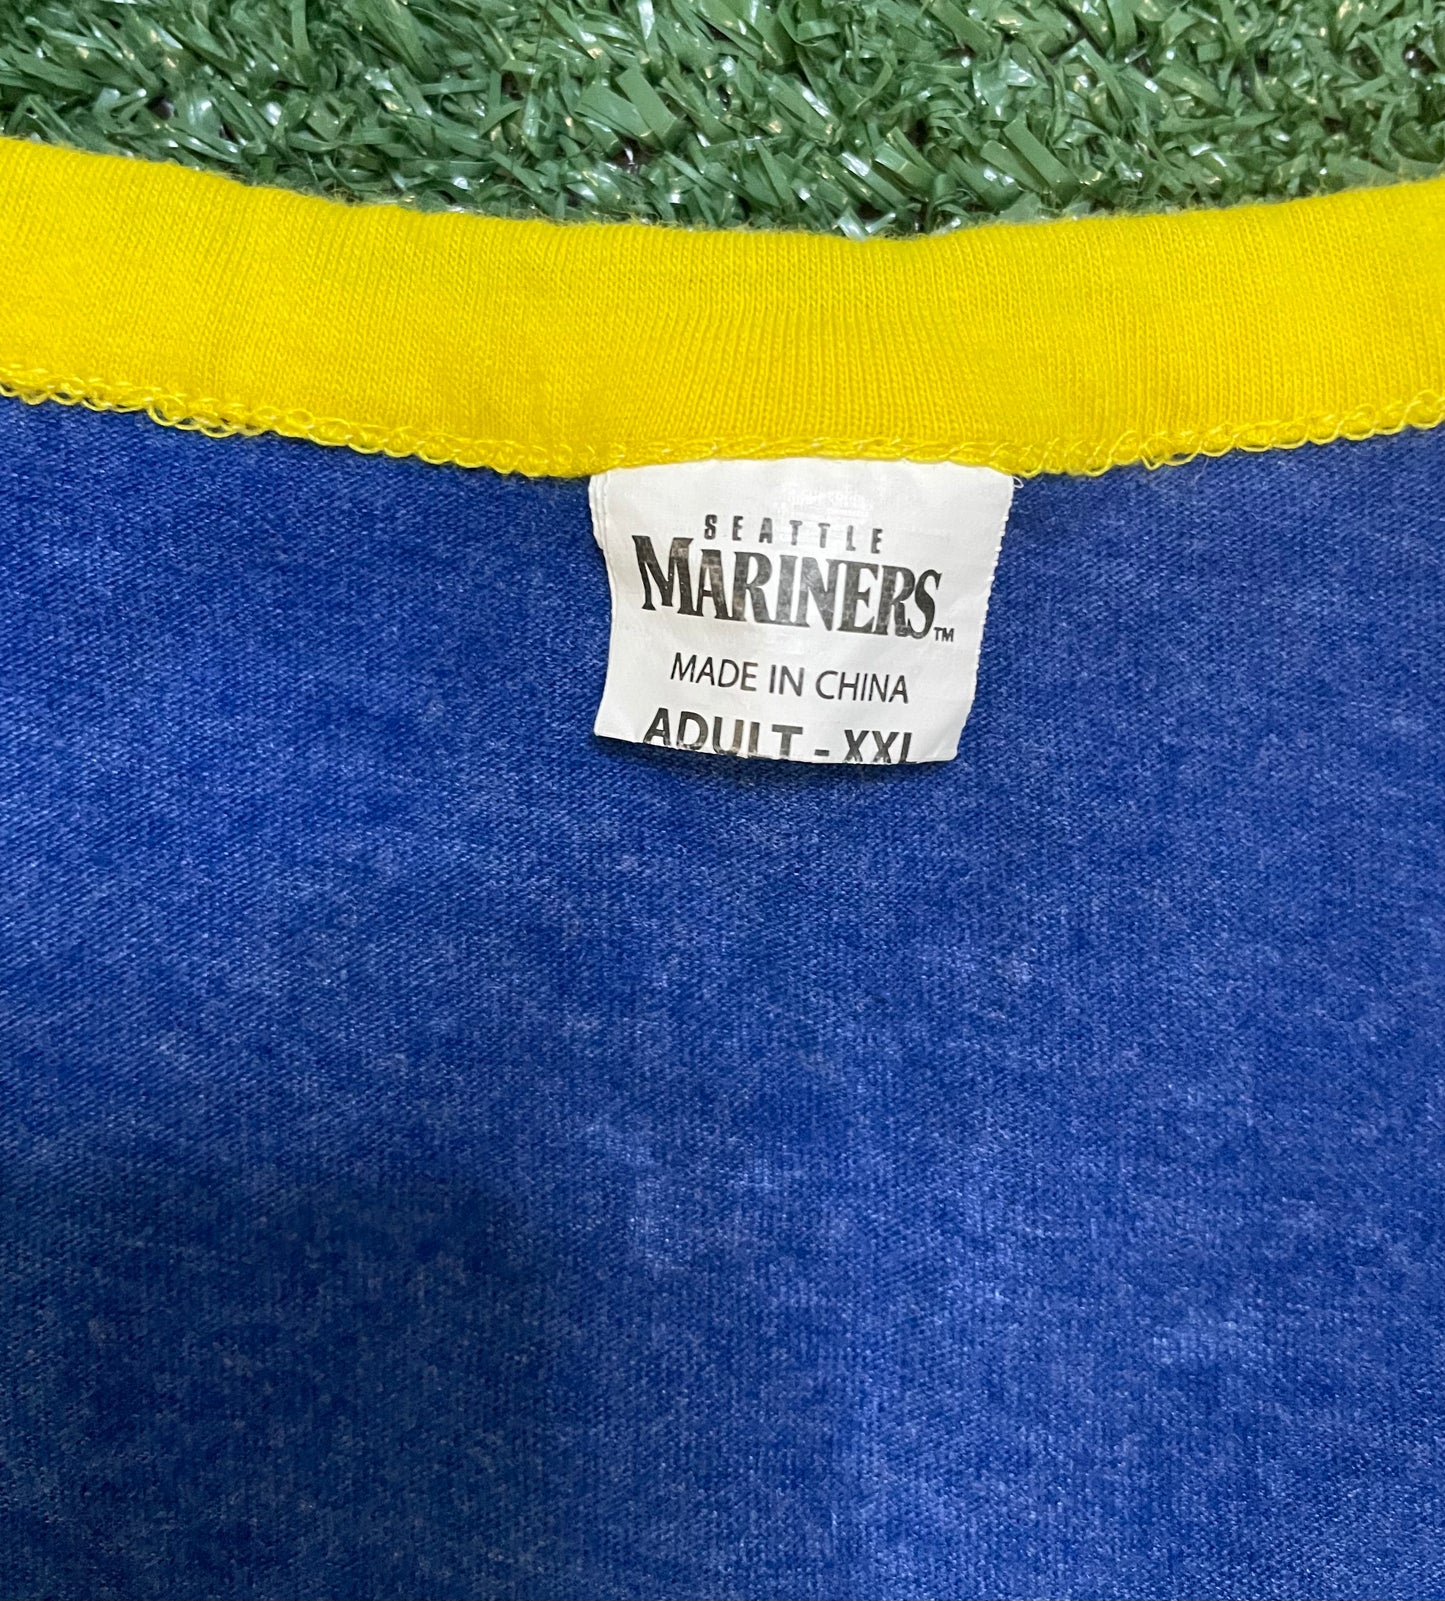 SEATTLE
MARINERS™
MADE IN CHINA
ADULT - XXL